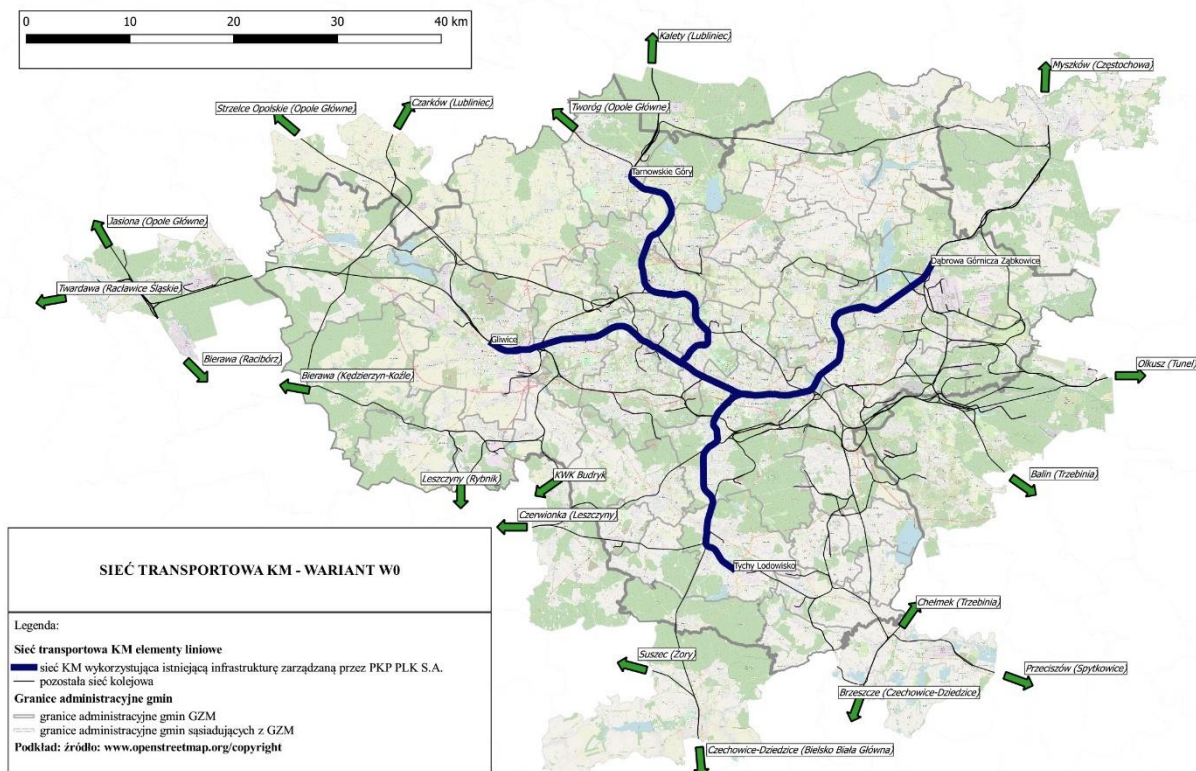 0 10 20 30 40 km
Kalety (Lubliniec)
Myszków (Częstochowa)
Strzelce Opolskie (Opole Główne)
Czarków (Lubliniec)
Tworóg (Opole Główne)
Tarnowskie Góry
Jasiona (Opole Główne)
Dąbrowa Górnicza Ząbkowice
Twardawa (Racławice Śląskie)
Gliwice
Bierawa (Racibórz)
Olkusz (Tunel)
Bierawa (Kędzierzyn-Koźle)
Leszczyny (Rybnik)
KWK Budryk
Balin (Trzebinia)
Czerwionka (Leszczyny)
Tychy Lodowisko
Chełmek (Trzebinia)
Suszec (Żory)
Przeciszów (Spytkowice)
Brzeszcze (Czechowice-Dziedzice)
Czechowice-Dziedzice (Bielsko Biała Główna)
SIEĆ TRANSPORTOWA KM - WARIANT W0
Legenda:
Sieć transportowa KM elementy liniowe
sieć KM wykorzystująca istniejącą infrastrukturę zarządzaną przez PKP PLK S.A.
pozostała sieć kolejowa
Granice administracyjne gmin
granice administracyjne gmin GZM
granice administracyjne gmin sąsiadujących z GZM
Podkład: źródło: www.openstreetmap.org/copyright